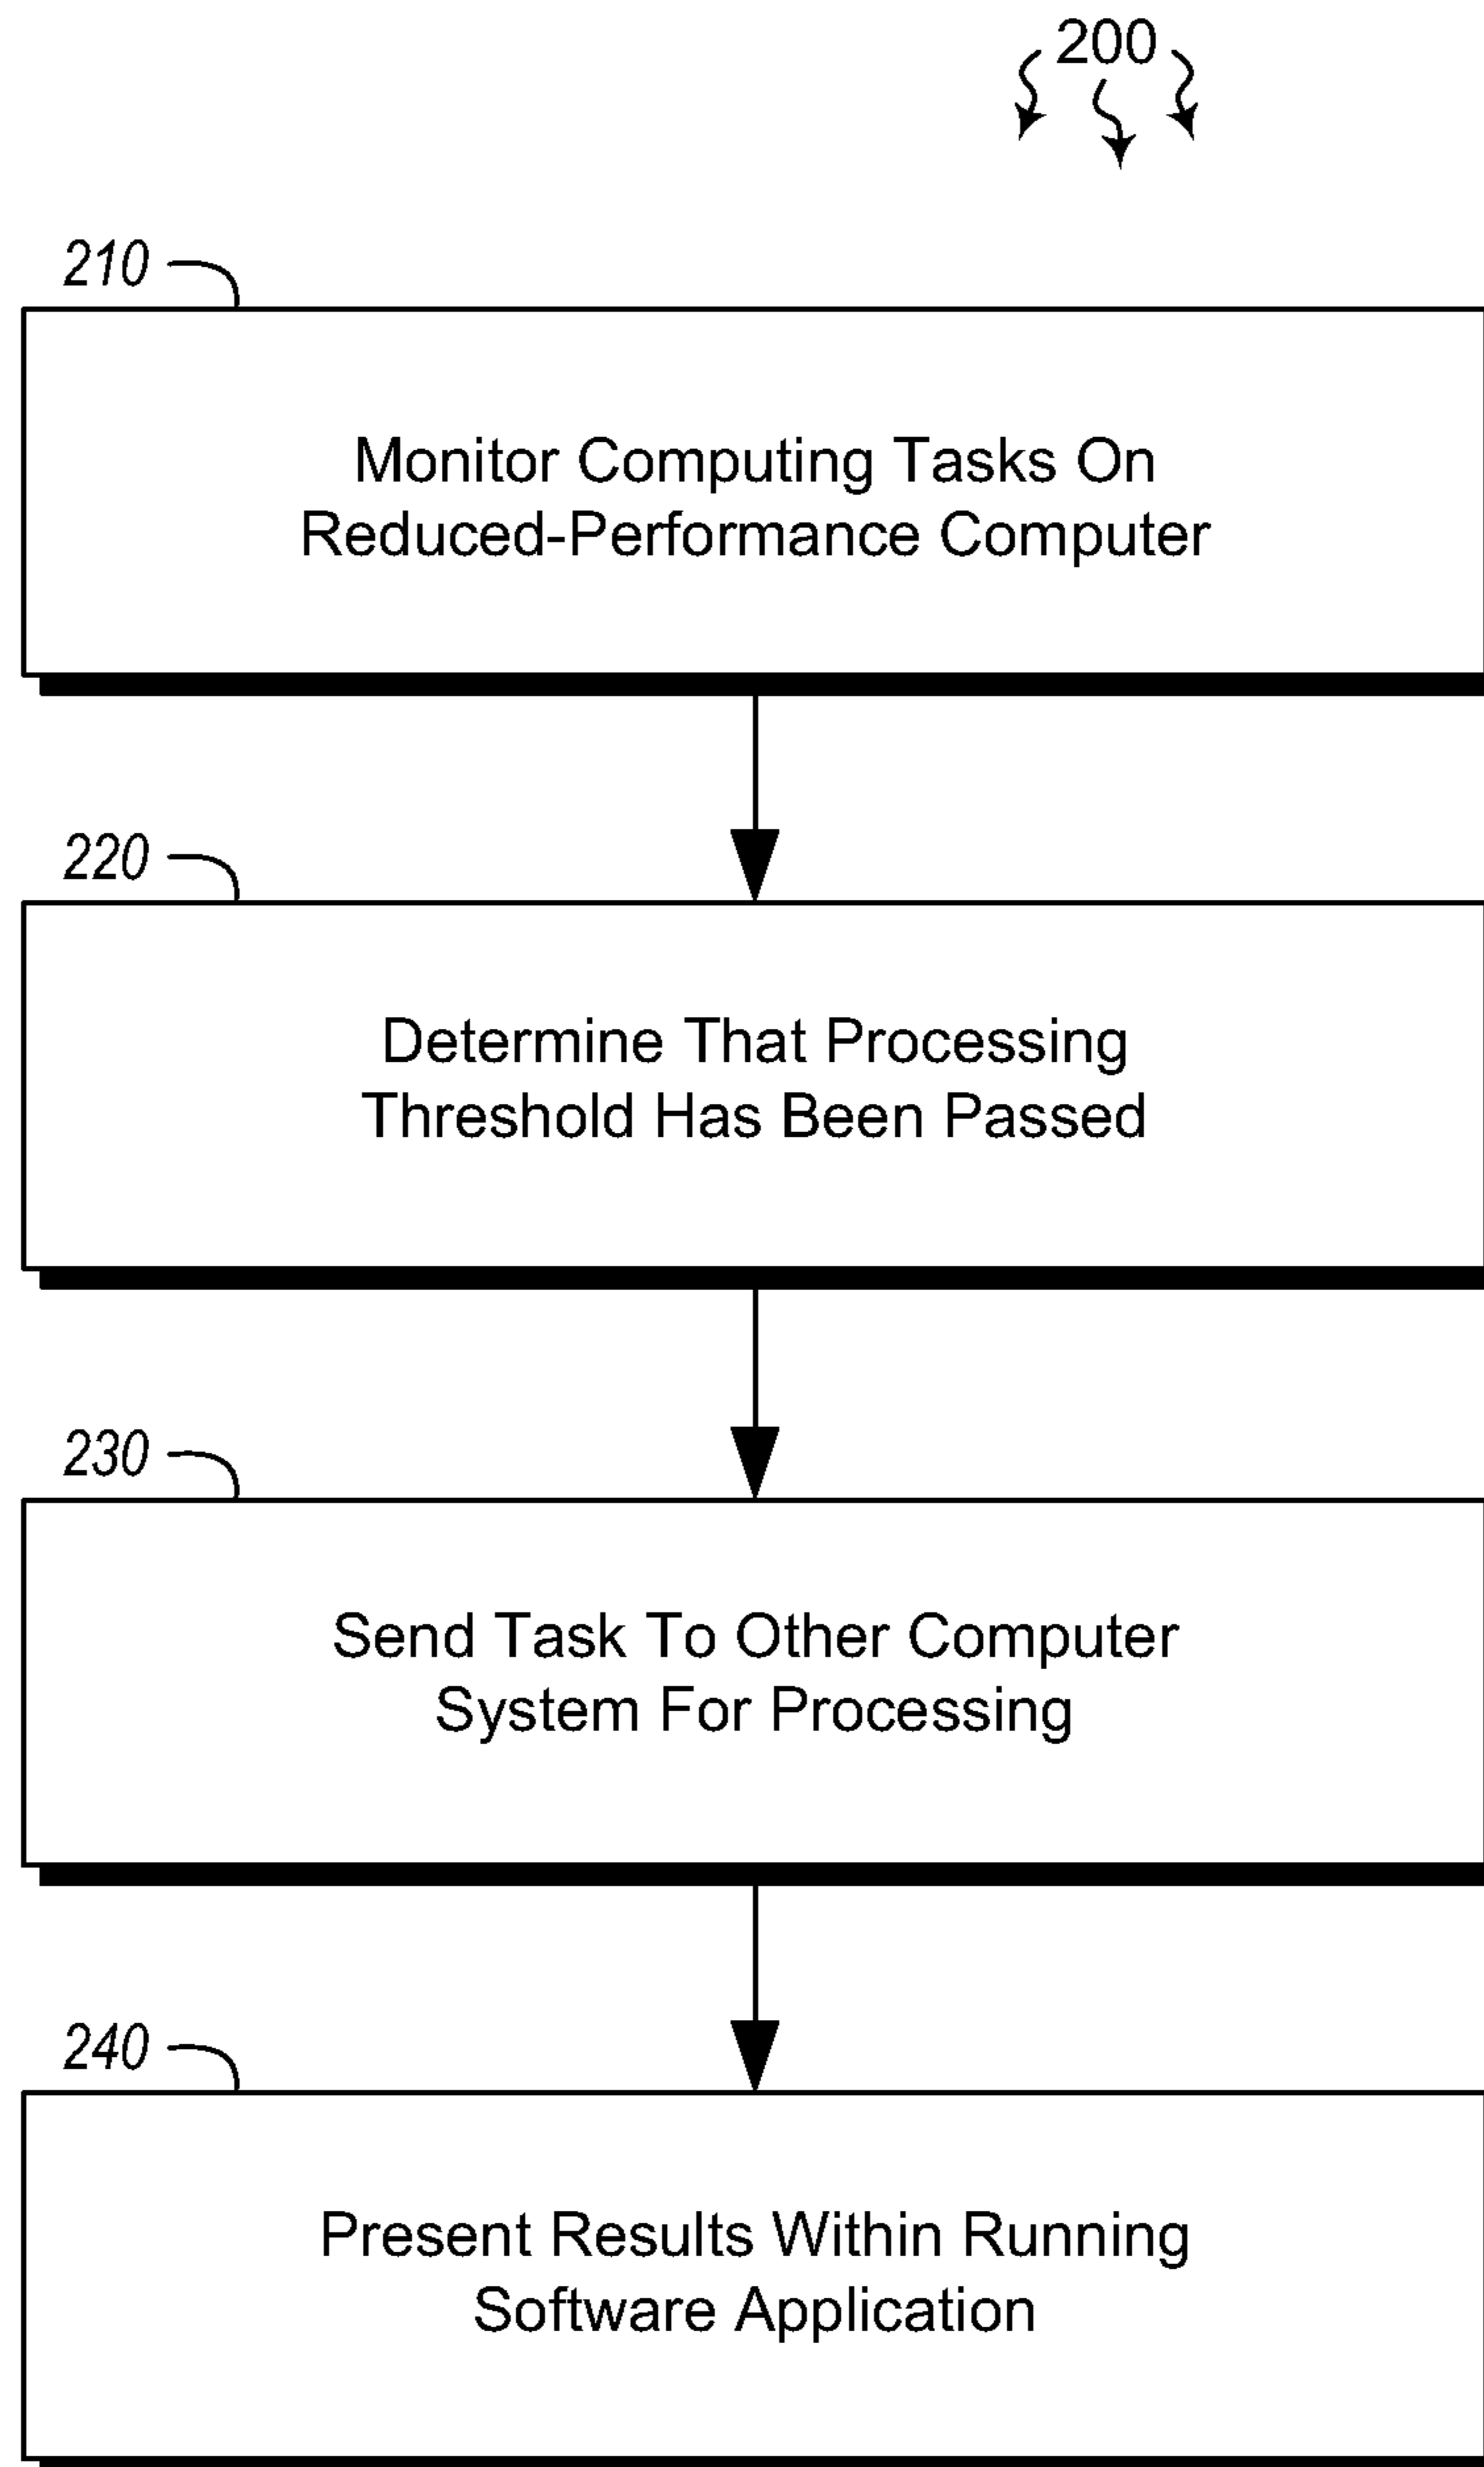 200
210
Monitor Computing Tasks On
Reduced-Performance Computer
220
Determine That Processing
Threshold Has Been Passed
230
Send Task To Other Computer
System For Processing
240
Present Results Within Running
Software Application